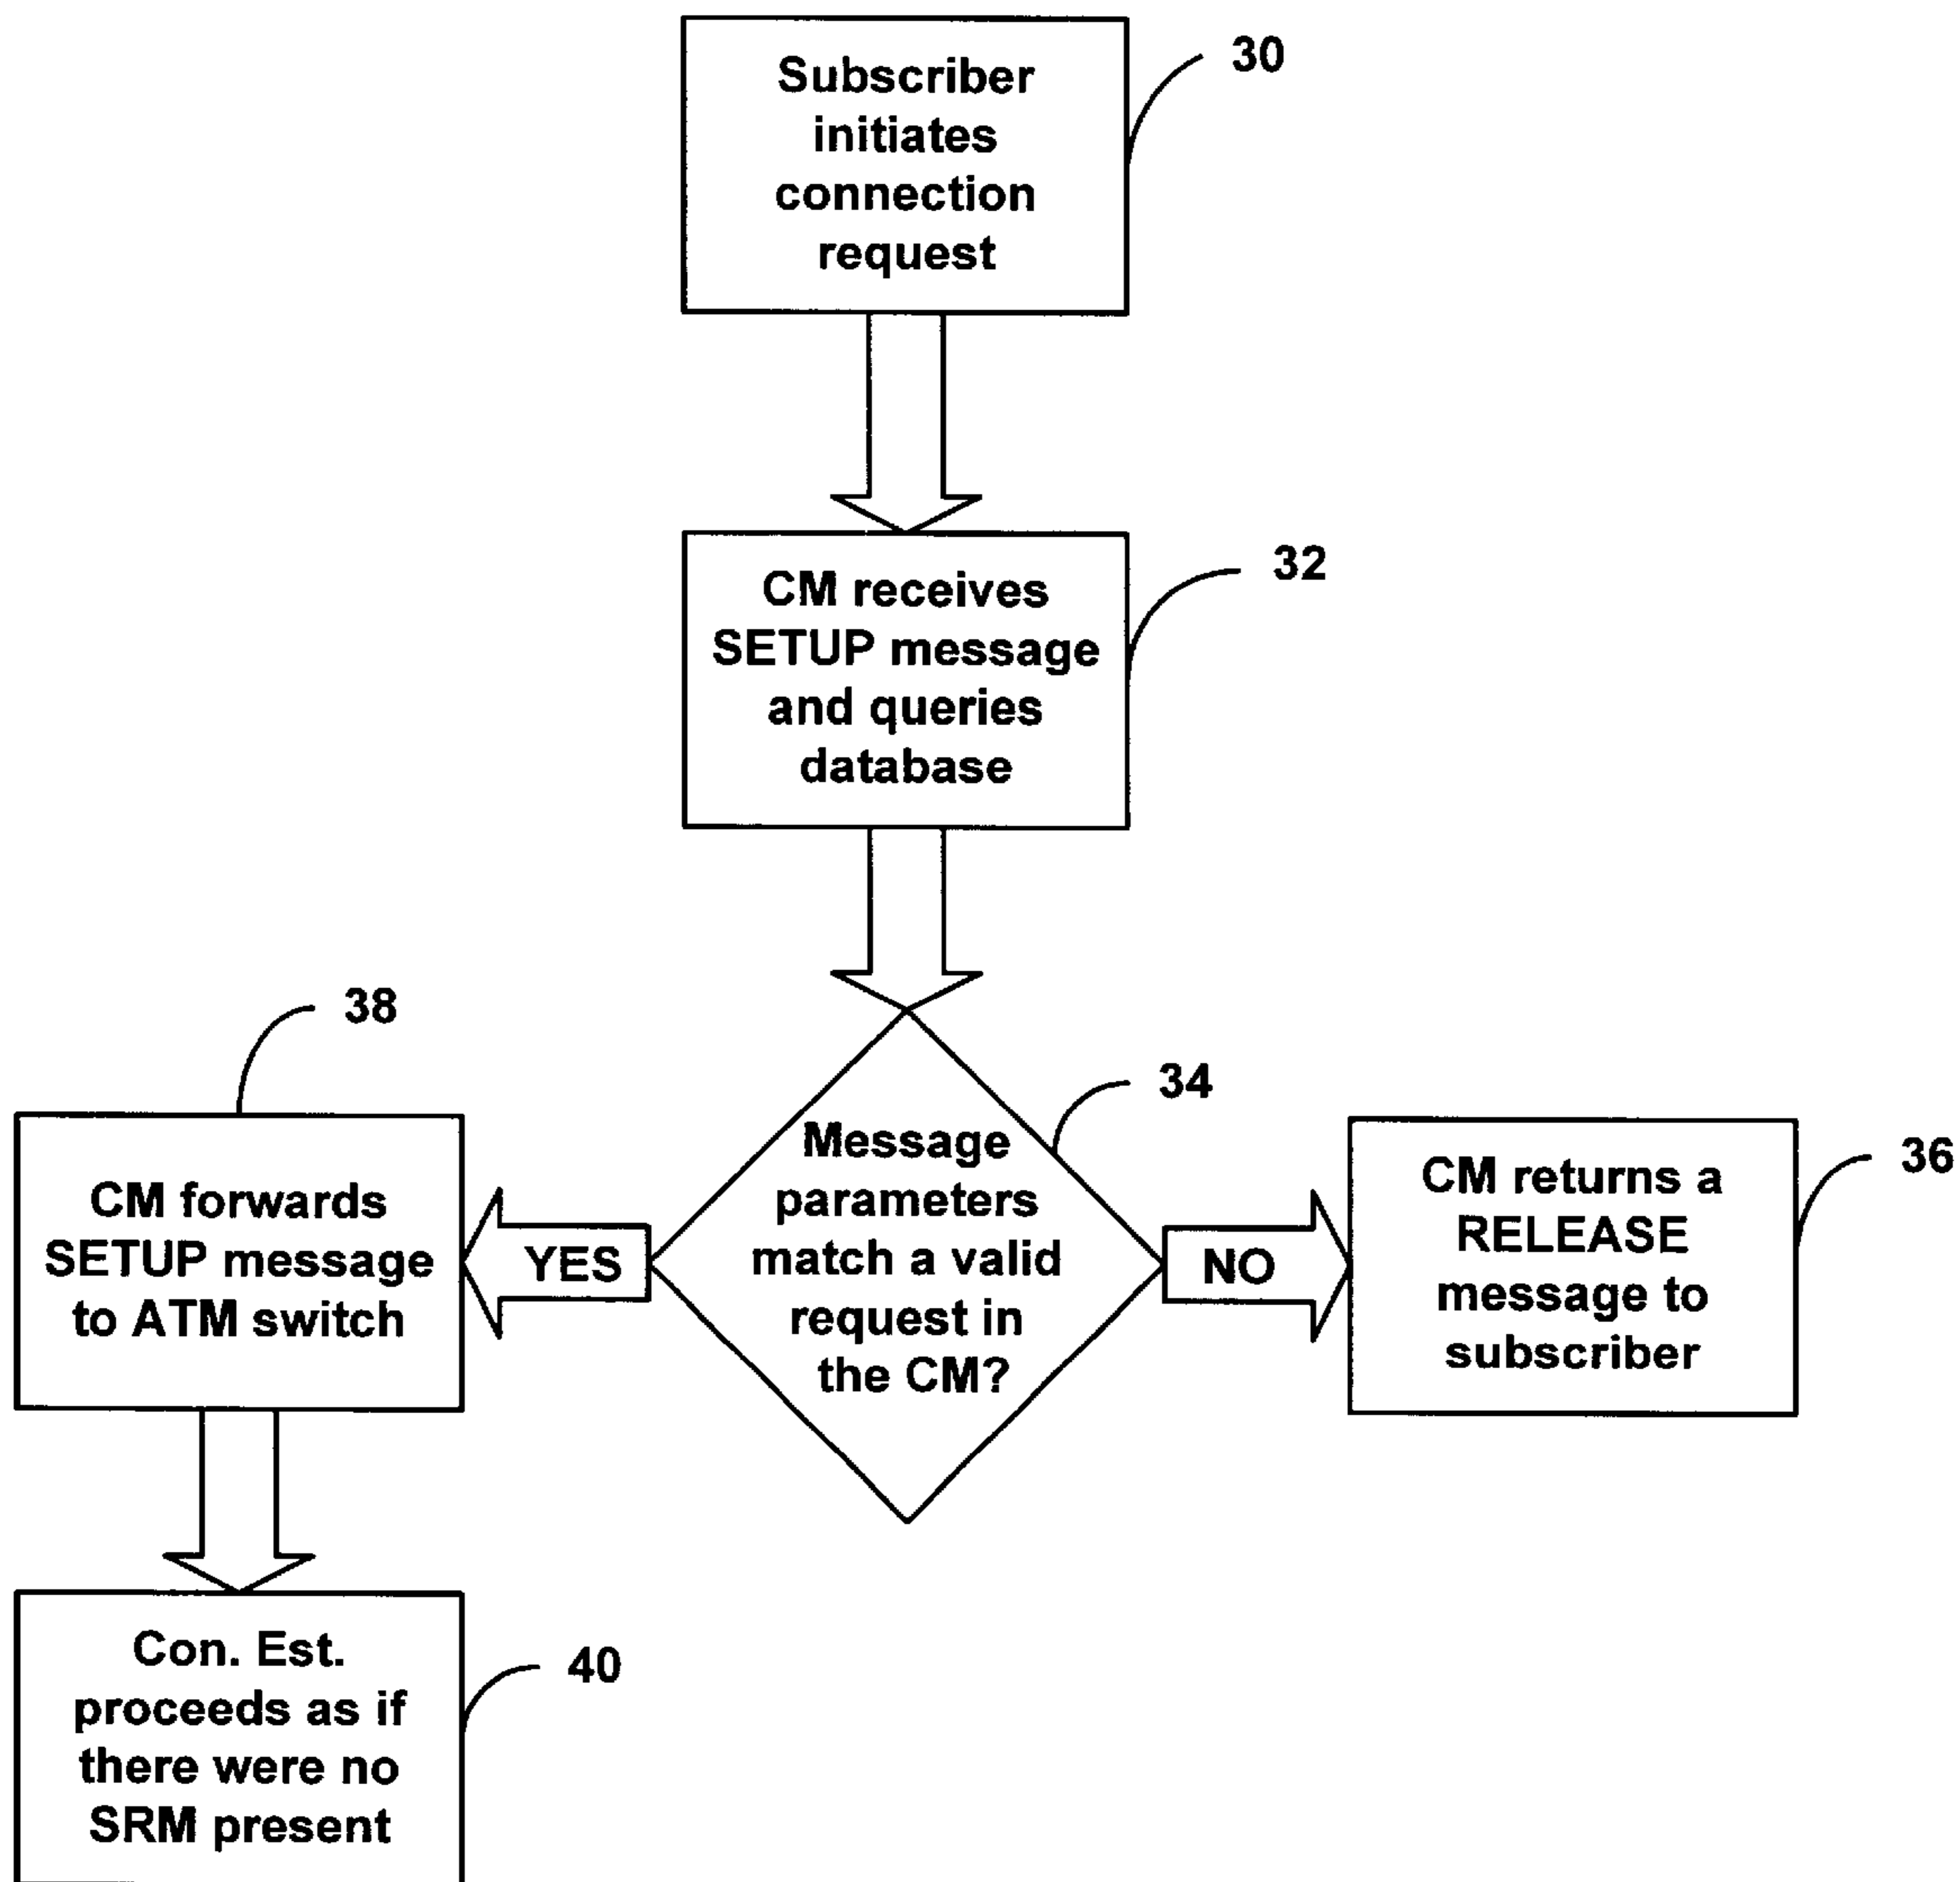 Subscriber
initiates
connection
request
30
CM receives
SETUP message
and queries
database
32
Message
parameters
match a valid
request in
the CM?
34
YES
NO
38
CM forwards
SETUP message
to ATM switch
CM returns a
RELEASE
message to
subscriber
36
Con. Est.
proceeds as if
there were no
SRM present
40